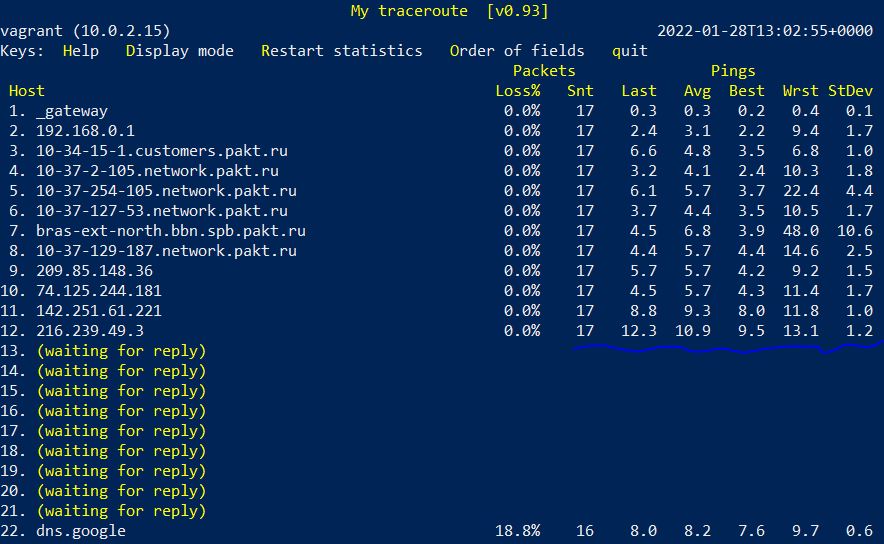 My traceroute  [v0.93]
vagrant (10.0.2.15) 2022-01-28T13:02:55+0000
Keys:  Help   Display mode   Restart statistics   Order of fields   quit
Packets Pings
Host Loss% Snt Last Avg Best Wrst StDev
1. _gateway 0.0% 17 0.3 0.3 0.2 0.4 0.1
2. 192.168.0.1 0.0% 17 2.4 3.1 2.2 9.4 1.7
3. 10-34-15-1.customers.pakt.ru 0.0% 17 6.6 4.8 3.5 6.8 1.0
4. 10-37-2-105.network.pakt.ru 0.0% 17 3.2 4.1 2.4 10.3 1.8
5. 10-37-254-105.network.pakt.ru 0.0% 17 6.1 5.7 3.7 22.4 4.4
6. 10-37-127-53.network.pakt.ru 0.0% 17 3.7 4.4 3.5 10.5 1.7
7. bras-ext-north.bbn.spb.pakt.ru 0.0% 17 4.5 6.8 3.9 48.0 10.6
8. 10-37-129-187.network.pakt.ru 0.0% 17 4.4 5.7 4.4 14.6 2.5
9. 209.85.148.36 0.0% 17 5.7 5.7 4.2 9.2 1.5
10. 74.125.244.181 0.0% 17 4.5 5.7 4.3 11.4 1.7
11. 142.251.61.221 0.0% 17 8.8 9.3 8.0 11.8 1.0
12. 216.239.49.3 0.0% 17 12.3 10.9 9.5 13.1 1.2
13. (waiting for reply)
14. (waiting for reply)
15. (waiting for reply)
16. (waiting for reply)
17. (waiting for reply)
18. (waiting for reply)
19. (waiting for reply)
20. (waiting for reply)
21. (waiting for reply)
22. dns.google 18.8% 16 8.0 8.2 7.6 9.7 0.6